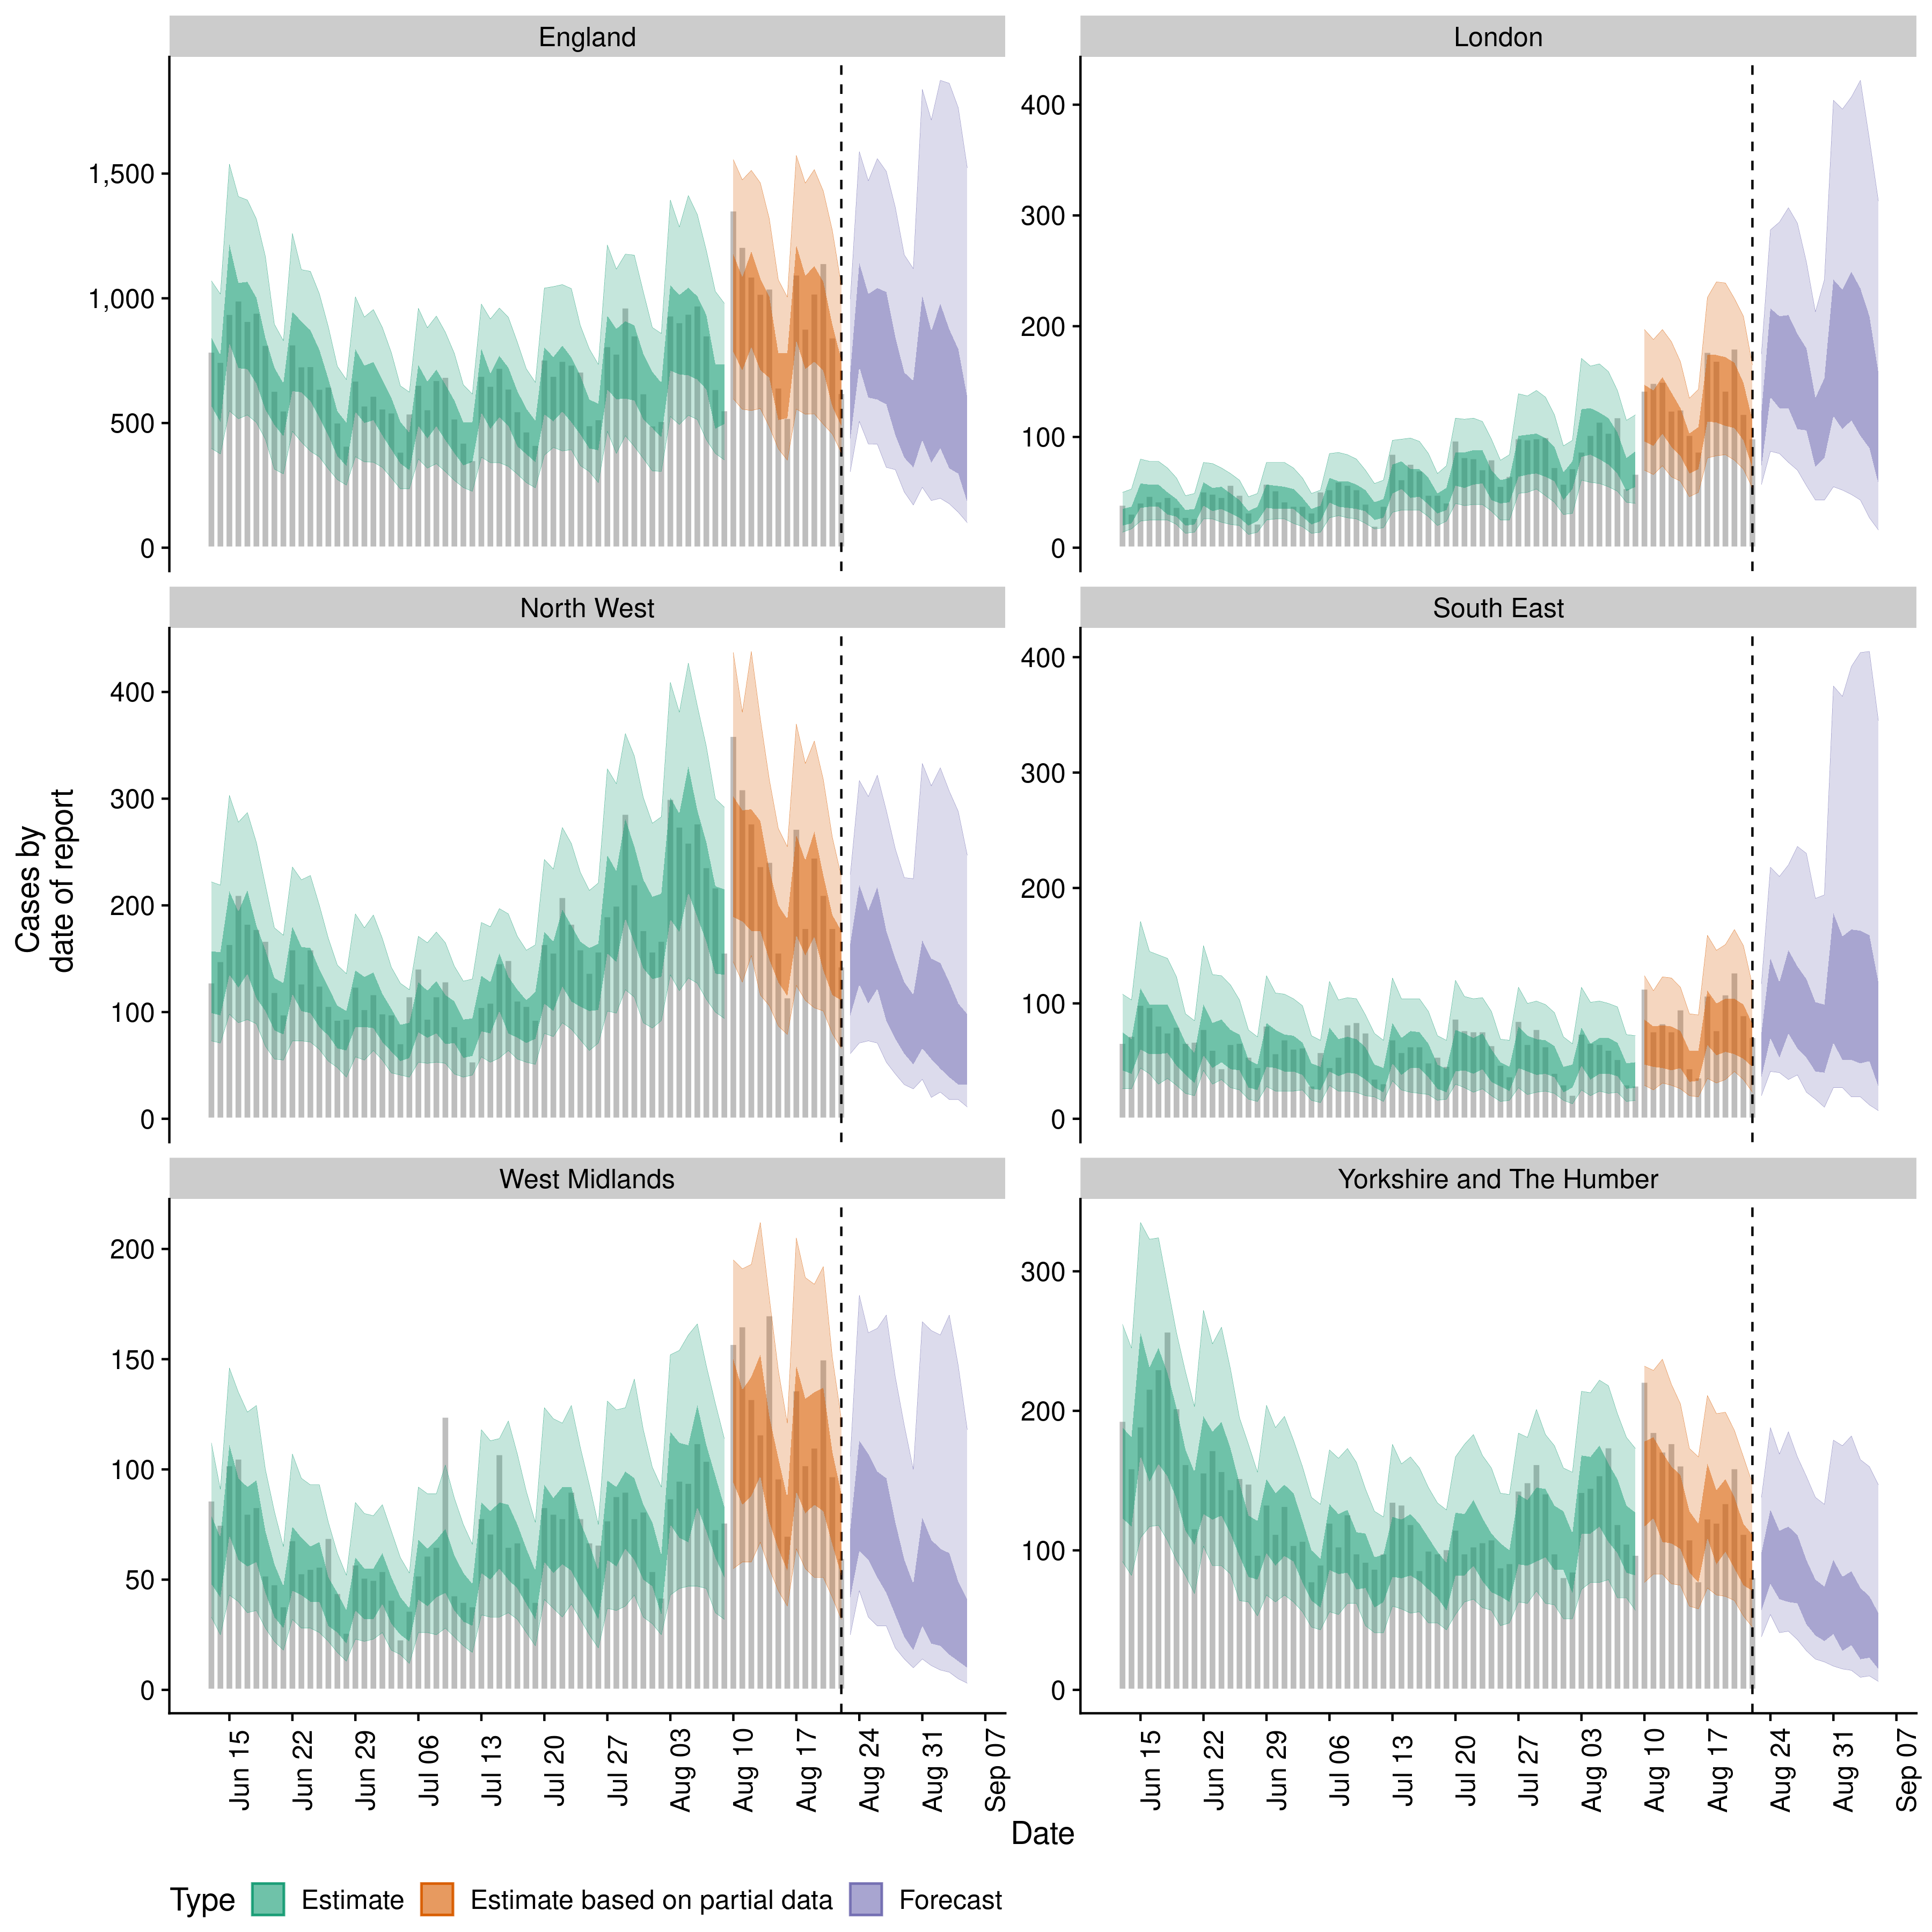 England
London
1,500
1,000
500
0
400
300
200
100
0
North West
South East
400
300
200
100
0
400
300
200
100
0
West Midlands
Yorkshire and The Humber
200
150
100
50
0
300
200
100
0
Cases by
date of report
Jun 15
Jun 22
Jun 29
Jul 06
Jul 13
Jul 20
Jul 27
Aug 03
Aug 10
Aug 17
Aug 24
Aug 31
Sep 07
Jun 15
Jun 22
Jun 29
Jul 06
Jul 13
Jul 20
Jul 27
Aug 03
Aug 10
Aug 17
Aug 24
Aug 31
Sep 07
Date
Type Estimate Estimate based on partial data Forecast